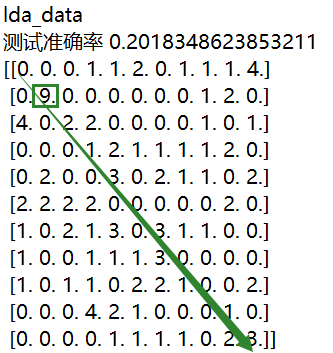 lda_data
测试准确率 0.2018348623853211
[[0. 0. 0. 1. 1. 2. 0. 1. 1. 1. 4.]
[0. 9. 0. 0. 0. 0. 0. 0. 1. 2. 0.]
[4. 0. 2. 2. 0. 0. 0. 0. 1. 0. 1.]
[0. 0. 0. 1. 2. 1. 1. 1. 1. 2. 0.]
[0. 2. 0. 0. 3. 0. 2. 1. 1. 0. 2.]
[2. 2. 2. 2. 0. 0. 0. 0. 0. 2. 0.]
[1. 0. 2. 1. 3. 0. 3. 1. 1. 0. 0.]
[1. 0. 0. 1. 1. 1. 3. 0. 0. 0. 0.]
[1. 0. 1. 1. 0. 2. 2. 1. 0. 0. 2.]
[0. 0. 0. 4. 2. 1. 0. 0. 0. 1. 0.]
[0. 0. 0. 0. 1. 1. 1. 1. 0. 2. 3.]]